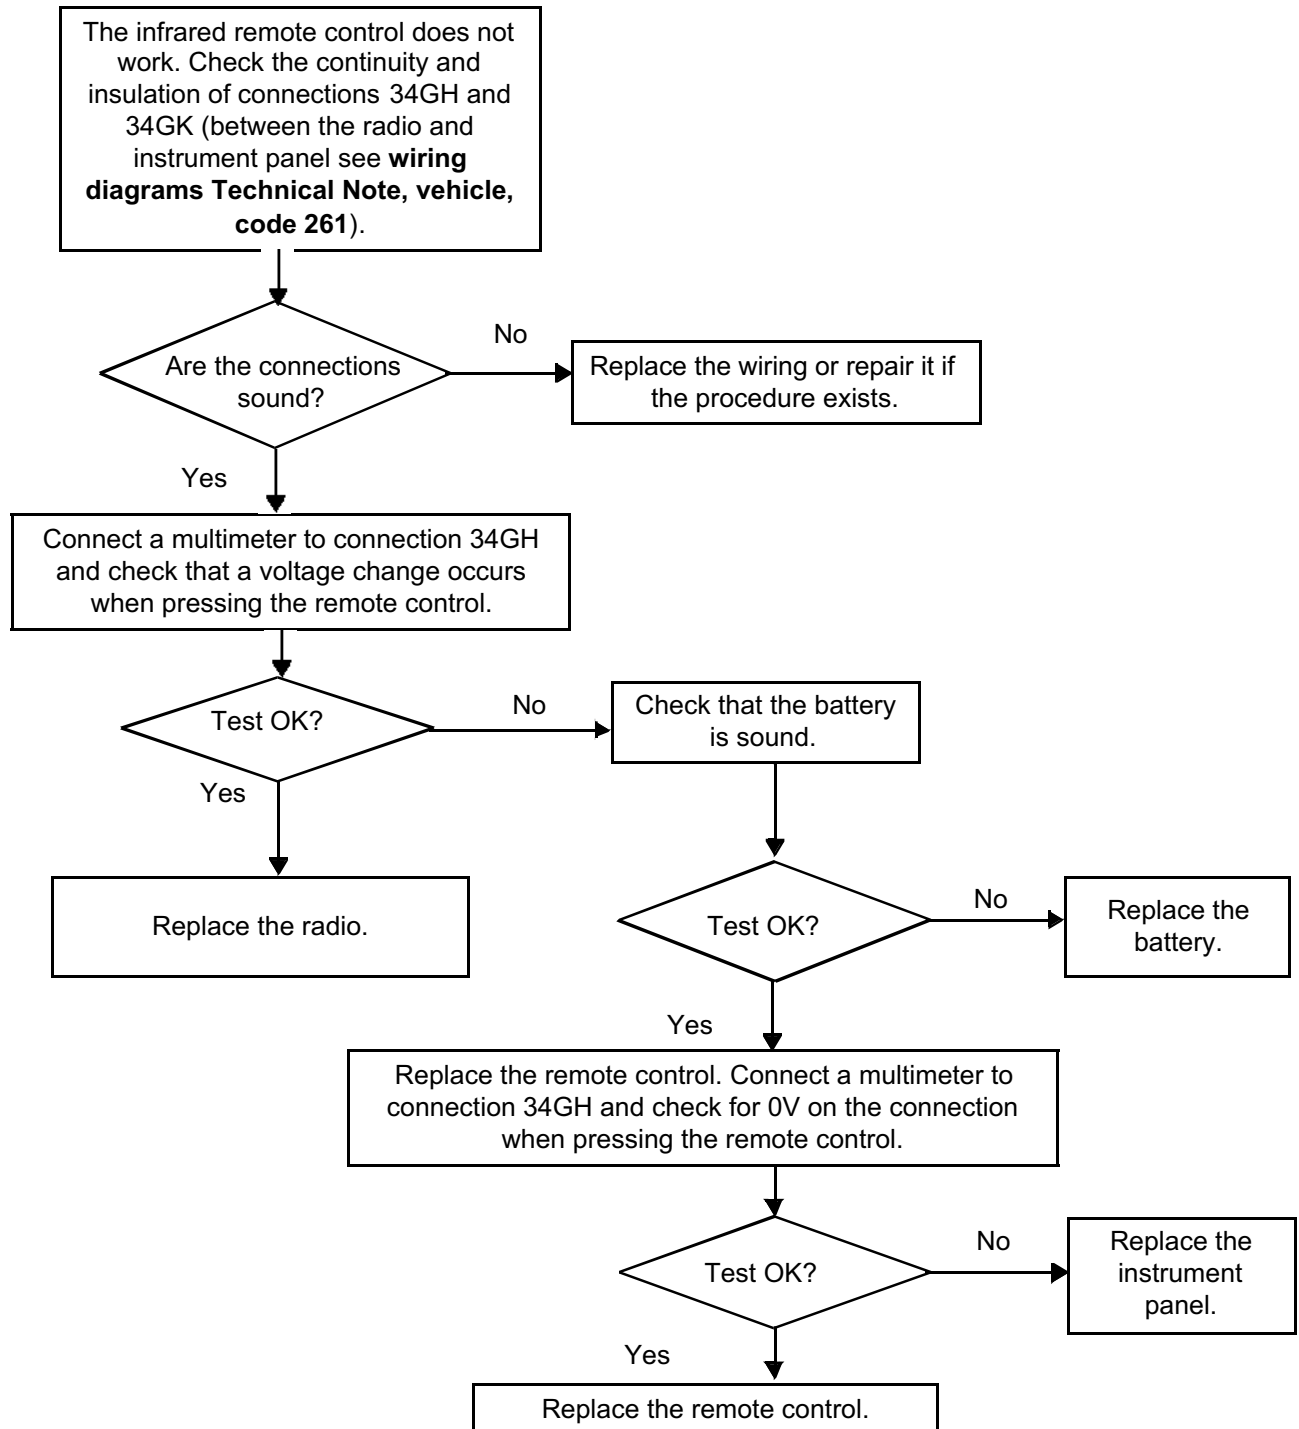 The infrared remote control does not
work. Check the continuity and
insulation of connections 34GH and
34GK (between the radio and
instrument panel see wiring
diagrams Technical Note, vehicle,
code 261).
Are the connections
sound?
No
Replace the wiring or repair it if
the procedure exists.
Yes
Connect a multimeter to connection 34GH
and check that a voltage change occurs
when pressing the remote control.
Test OK?
No
Check that the battery
is sound.
Yes
Replace the radio.
Test OK?
No
Replace the
battery.
Yes
Replace the remote control. Connect a multimeter to
connection 34GH and check for 0V on the connection
when pressing the remote control.
Test OK?
No
Replace the
instrument
panel.
Yes
Replace the remote control.